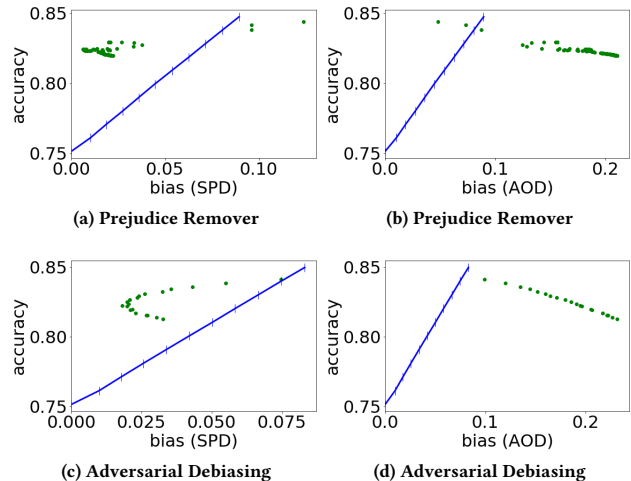 0.85
0.80
0.75
accuracy
0.00
0.05
0.10
bias (SPD)
(a) Prejudice Remover
0.85
0.80
0.75
accuracy
0.0
0.1
0.2
bias (AOD)
(b) Prejudice Remover
0.85
0.80
0.75
accuracy
0.000
0.025
0.050
0.075
bias (SPD)
(c) Adversarial Debiasing
0.85
0.80
0.75
accuracy
0.0
0.1
0.2
bias (AOD)
(d) Adversarial Debiasing